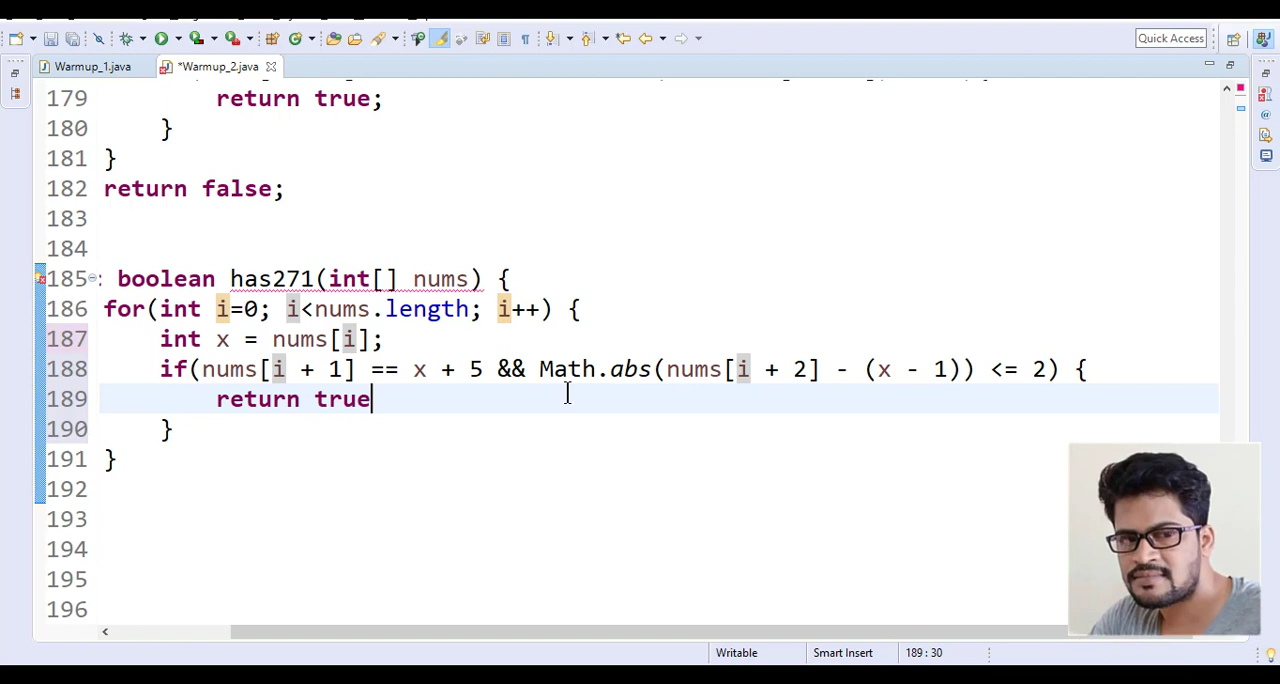 Quick Access
Warmup_1.java
*Warmup_2.java
179 return true;
180 }
181 }
182 return false;
183
184
185 : boolean has271(int[] nums) {
186 for(int i=0; i<nums.length; i++) {
187 int x = nums[i];
188 if(nums[i + 1] == x + 5 && Math.abs(nums[i + 2] - (x - 1)) <= 2) {
189 return true
190 }
191 }
192
193
194
195
196
Writable
Smart Insert
189 : 30